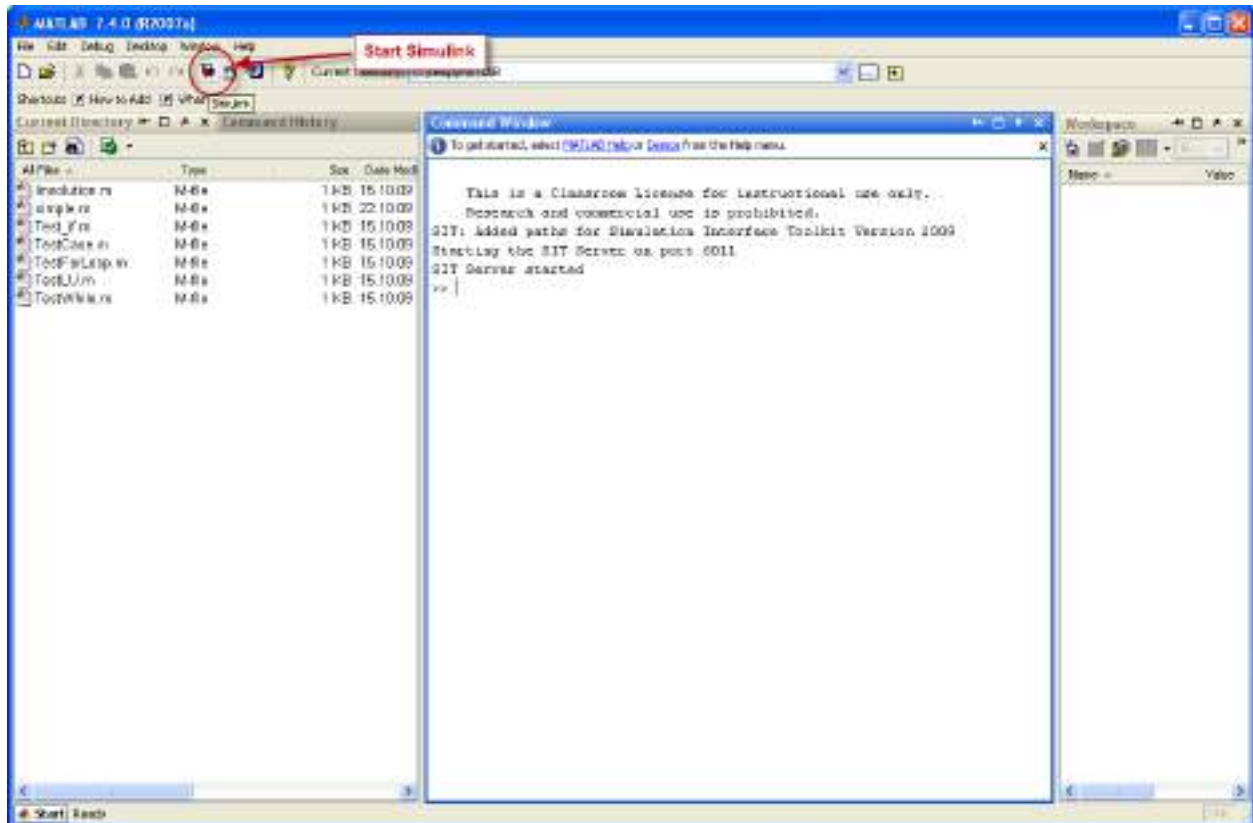 MATLAB 7.4.0 (R2007a)
File Edit Debug Desktop Window Help
Start Simulink
Current
Shortcuts How to Add What
Simulink
Current Directory Command History
All Files Type Size Date Modi
linsolution.m M-file 1 KB 15.10.09
simple.m M-file 1 KB 22.10.09
Test_if.m M-file 1 KB 15.10.09
TestCase.m M-file 1 KB 15.10.09
TestForLoop.m M-file 1 KB 15.10.09
TestLU.m M-file 1 KB 15.10.09
TestWhile.m M-file 1 KB 15.10.09
Command Window
To get started, select MATLAB Help or Demos from the Help menu.
This is a Classroom License for instructional use only.
Research and commercial use is prohibited.
SIT: Added paths for Simulation Interface Toolkit Version 2009
Starting the SIT Server on port 6011
SIT Server started
>>
Workspace
Name Value
Start Ready